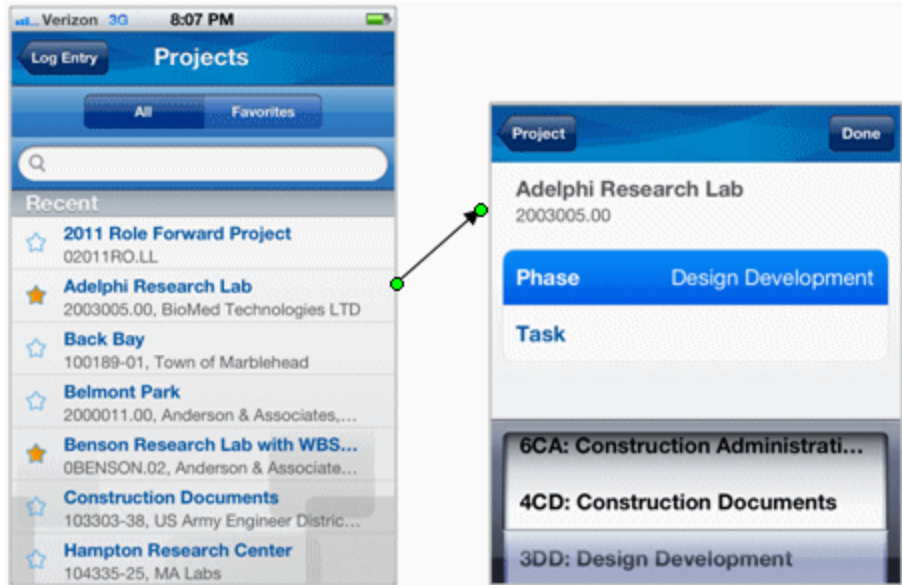 Verizon 3G 8:07 PM
Log Entry Projects
All Favorites
Recent
2011 Role Forward Project
02011RO.LL
Adelphi Research Lab
2003005.00, BioMed Technologies LTD
Back Bay
100189-01, Town of Marblehead
Belmont Park
2000011.00, Anderson & Associates,...
Benson Research Lab with WBS...
0BENSON.02, Anderson & Associate...
Construction Documents
103303-38, US Army Engineer Distric...
Hampton Research Center
104335-25, MA Labs
Project Done
Adelphi Research Lab
2003005.00
Phase Design Development
Task
6CA: Construction Administrati...
4CD: Construction Documents
3DD: Design Development